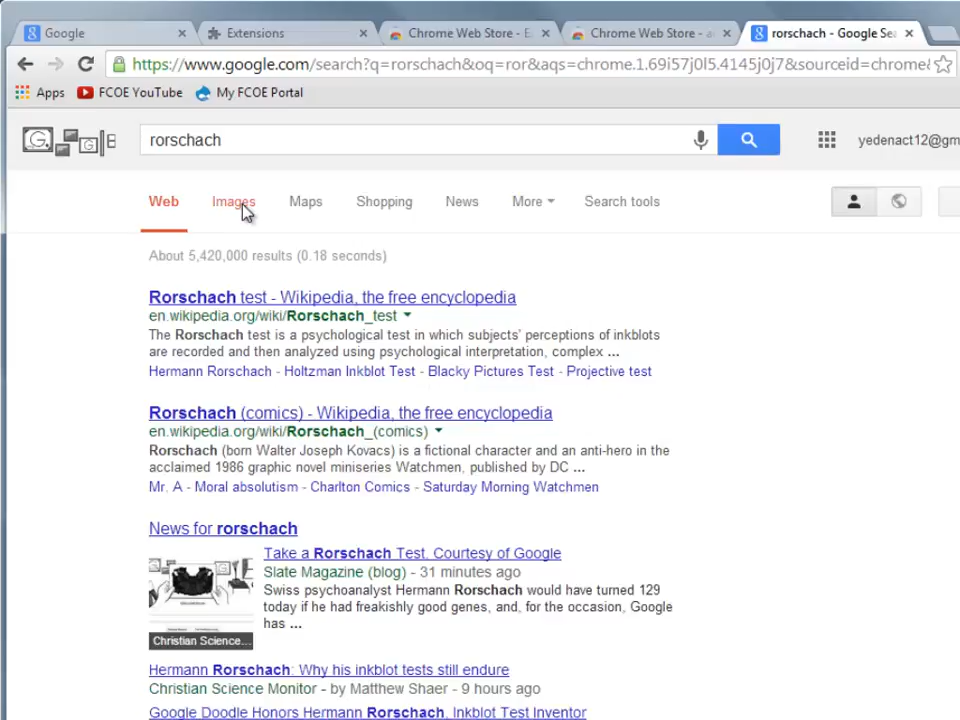 Google
Extensions
Chrome Web Store - E
Chrome Web Store -
rorschach - Google Sea
https://www.google.com/search?q=rorschach&oq=ror&aqs=chrome.1.69i57j0l5.4145j0j7&sourceid=chrome&
Apps
FCOE YouTube
My FCOE Portal
rorschach
yedenact12@gm
Web
Images
Maps
Shopping
News
More
Search tools
About 5,420,000 results (0.18 seconds)
Rorschach test - Wikipedia, the free encyclopedia
en.wikipedia.org/wiki/Rorschach_test
The Rorschach test is a psychological test in which subjects' perceptions of inkblots
are recorded and then analyzed using psychological interpretation, complex ...
Hermann Rorschach - Holtzman Inkblot Test - Blacky Pictures Test - Projective test
Rorschach (comics) - Wikipedia, the free encyclopedia
en.wikipedia.org/wiki/Rorschach_(comics)
Rorschach (born Walter Joseph Kovacs) is a fictional character and an anti-hero in the
acclaimed 1986 graphic novel miniseries Watchmen, published by DC ...
Mr. A - Moral absolutism - Charlton Comics - Saturday Morning Watchmen
News for rorschach
Take a Rorschach Test, Courtesy of Google
Slate Magazine (blog) - 31 minutes ago
Swiss psychoanalyst Hermann Rorschach would have turned 129
today if he had freakishly good genes, and, for the occasion, Google
has ...
Christian Science...
Hermann Rorschach: Why his inkblot tests still endure
Christian Science Monitor - by Matthew Shaer - 9 hours ago
Google Doodle Honors Hermann Rorschach, Inkblot Test Inventor